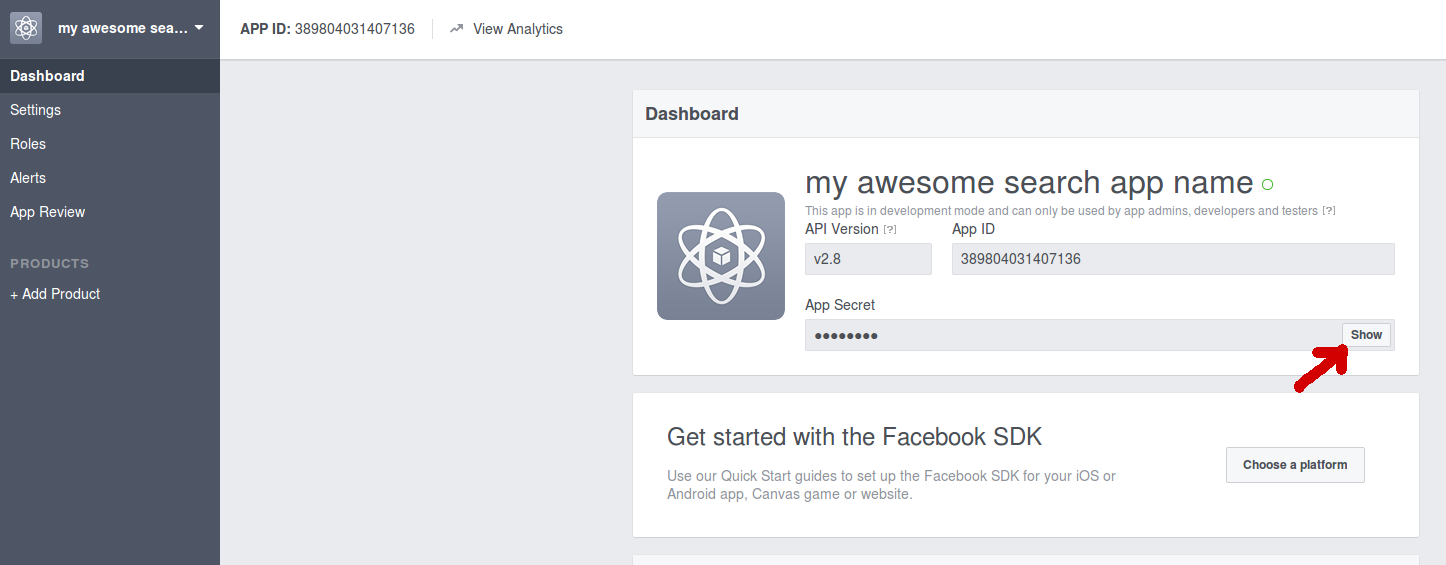 my awesome sea...
APP ID: 389804031407136
View Analytics
Dashboard
Settings
Roles
Alerts
App Review
PRODUCTS
+ Add Product
Dashboard
my awesome search app name
This app is in development mode and can only be used by app admins, developers and testers [?]
API Version [?]
App ID
v2.8
389804031407136
App Secret
●●●●●●●●
Show
Get started with the Facebook SDK
Use our Quick Start guides to set up the Facebook SDK for your iOS or
Android app, Canvas game or website.
Choose a platform